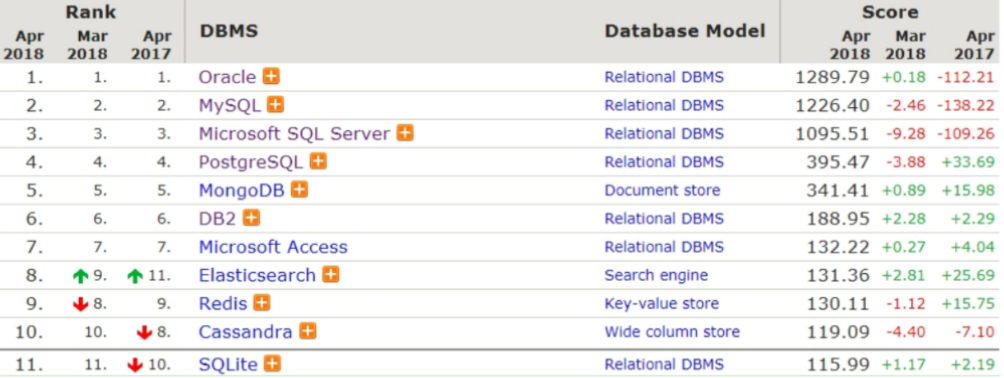 Rank DBMS Database Model Score
Apr 2018 Mar 2018 Apr 2017 Apr 2018 Mar 2018 Apr 2017
1. 1. 1. Oracle Relational DBMS 1289.79 +0.18 -112.21
2. 2. 2. MySQL Relational DBMS 1226.40 -2.46 -138.22
3. 3. 3. Microsoft SQL Server Relational DBMS 1095.51 -9.28 -109.26
4. 4. 4. PostgreSQL Relational DBMS 395.47 -3.88 +33.69
5. 5. 5. MongoDB Document store 341.41 +0.89 +15.98
6. 6. 6. DB2 Relational DBMS 188.95 +2.28 +2.29
7. 7. 7. Microsoft Access Relational DBMS 132.22 +0.27 +4.04
8. 9. 11. Elasticsearch Search engine 131.36 +2.81 +25.69
9. 8. 9. Redis Key-value store 130.11 -1.12 +15.75
10. 10. 8. Cassandra Wide column store 119.09 -4.40 -7.10
11. 11. 10. SQLite Relational DBMS 115.99 +1.17 +2.19